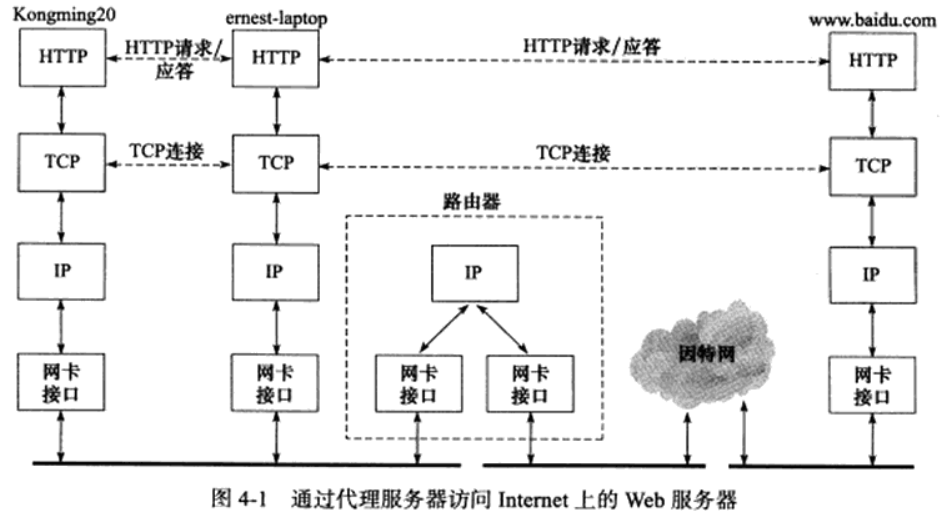 Kongming20
ernest-laptop
www.baidu.com
HTTP
HTTP请求/
应答
HTTP
HTTP请求/应答
HTTP
TCP
TCP连接
TCP
TCP连接
TCP
路由器
IP
IP
IP
IP
因特网
网卡
接口
网卡
接口
网卡
接口
网卡
接口
网卡
接口
图 4-1 通过代理服务器访问 Internet 上的 Web 服务器